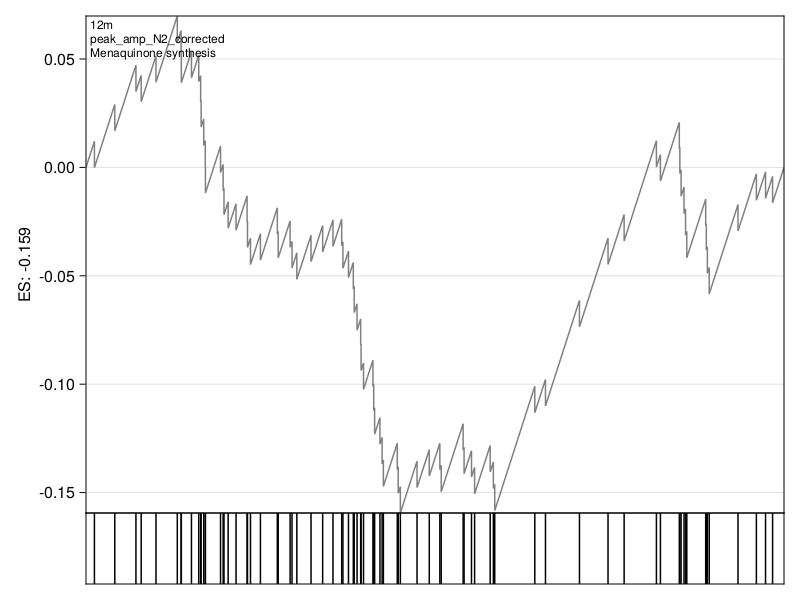 12m
peak_amp_N2_corrected
Menaquinone synthesis
0.05
0.00
-0.05
-0.10
-0.15
ES: -0.159